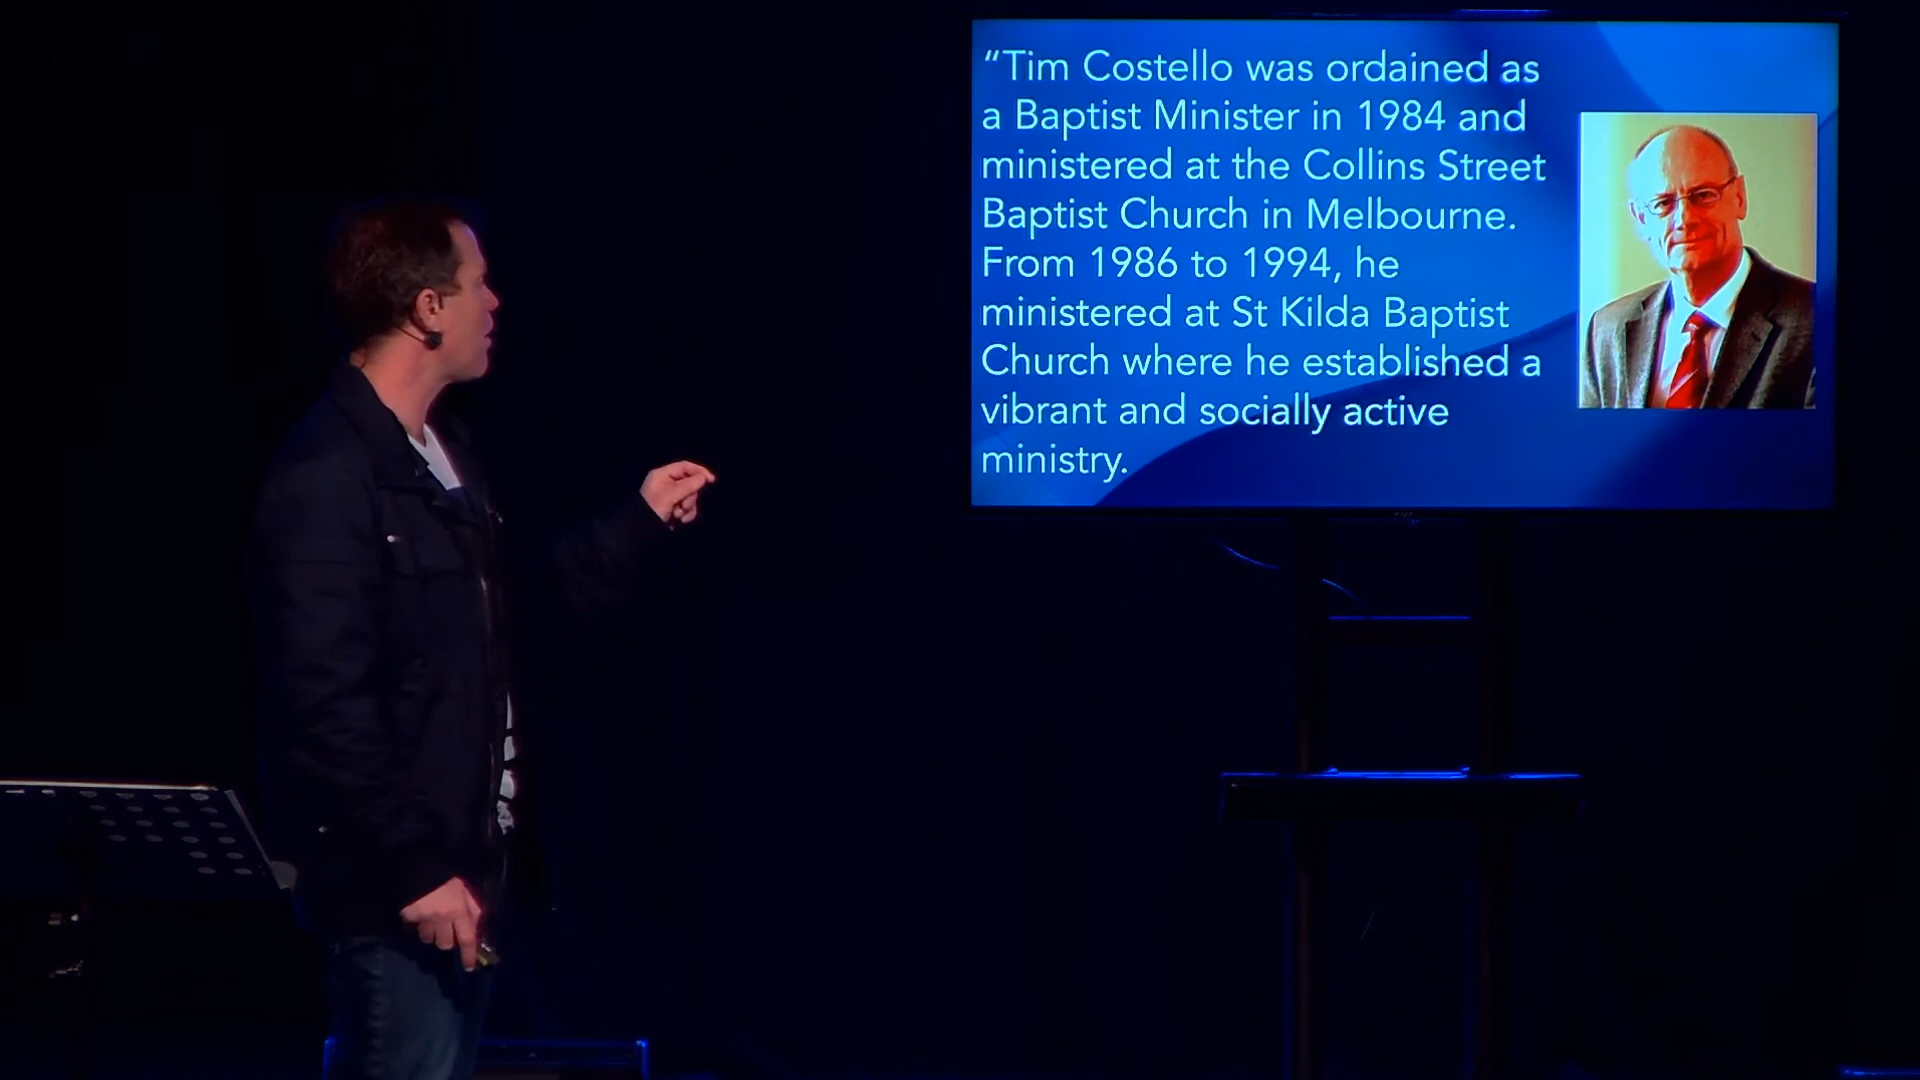 “Tim Costello was ordained as
a Baptist Minister in 1984 and
ministered at the Collins Street
Baptist Church in Melbourne.
From 1986 to 1994, he
ministered at St Kilda Baptist
Church where he established a
vibrant and socially active
ministry.